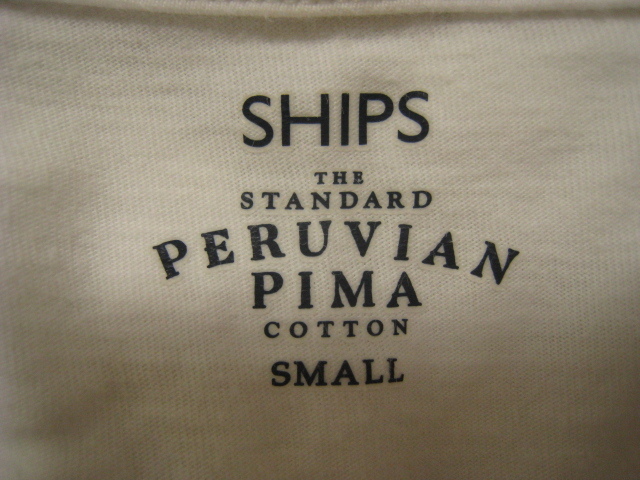 SHIPS
THE
STANDARD
PERUVIAN
PIMA
COTTON
SMALL